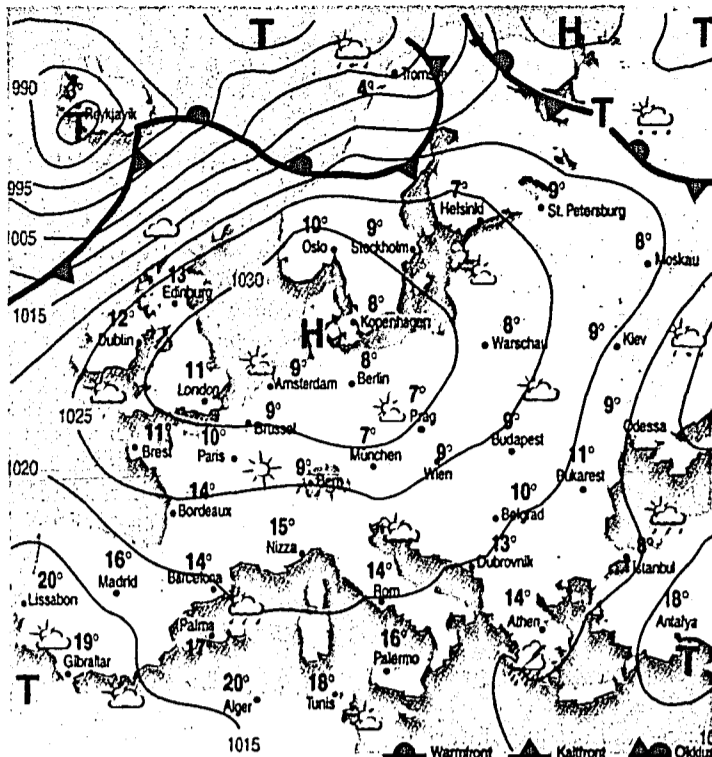 T
H
T
990
Reykjavik
T
Tromsö
4°
T
995
1005
1015
7°
Helsinki
9°
St. Petersburg
10°
Oslo
9°
Stockholm
8°
Moskau
1030
13°
Edinburg
12°
Dublin
H
8°
Kopenhagen
8°
Warschau
9°
Kiev
11°
London
9°
Amsterdam
8°
Berlin
1025
9°
Brüssel
7°
Prag
9°
Budapest
9°
Odessa
11°
Brest
10°
Paris
7°
München
9°
Wien
11°
Bukarest
1020
9°
Bern
14°
Bordeaux
10°
Belgrad
15°
Nizza
13°
Dubrovnik
8°
Istanbul
20°
Lissabon
16°
Madrid
14°
Barcelona
14°
Rom
14°
Athen
18°
Antalya
Palma
17°
19°
Gibraltar
16°
Palermo
T
T
20°
Alger
18°
Tunis
1015
Warmfront
Kaltfront